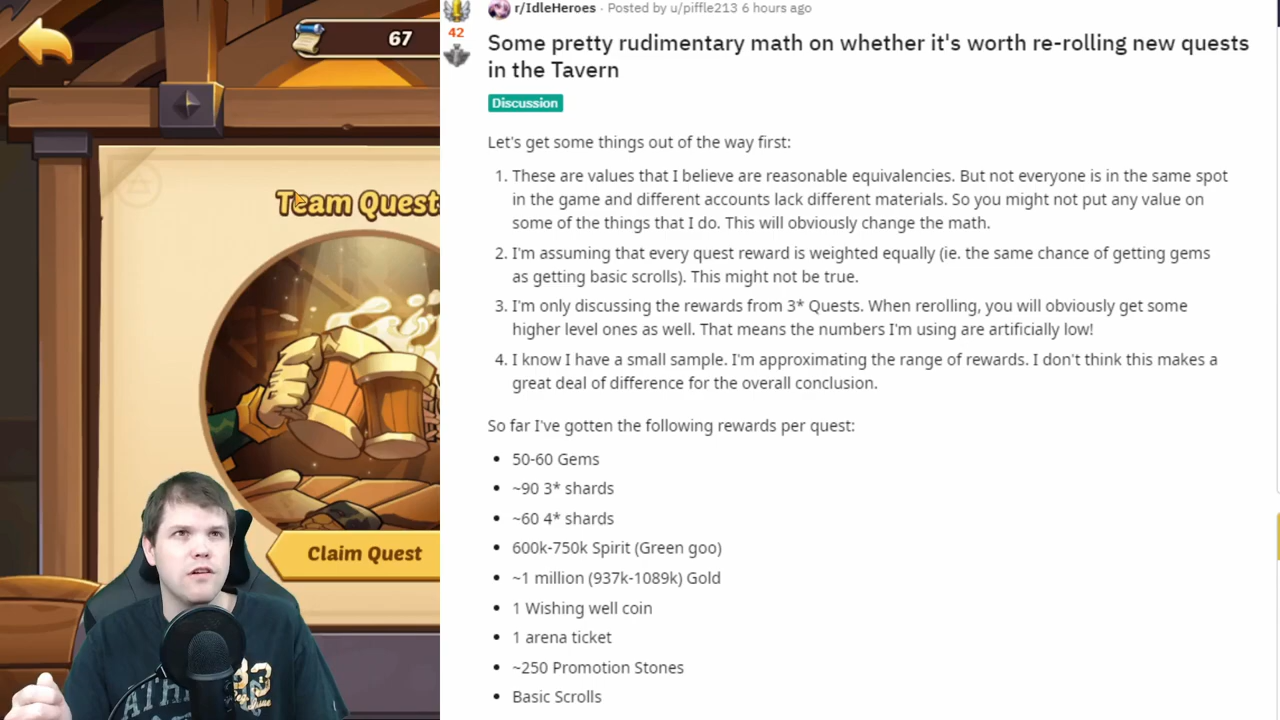 67
Team Quest
Claim Quest
42
r/IdleHeroes · Posted by u/piffle213 6 hours ago
Some pretty rudimentary math on whether it's worth re-rolling new quests
in the Tavern
Discussion
Let's get some things out of the way first:
1. These are values that I believe are reasonable equivalencies. But not everyone is in the same spot
in the game and different accounts lack different materials. So you might not put any value on
some of the things that I do. This will obviously change the math.
2. I'm assuming that every quest reward is weighted equally (ie. the same chance of getting gems
as getting basic scrolls). This might not be true.
3. I'm only discussing the rewards from 3* Quests. When rerolling, you will obviously get some
higher level ones as well. That means the numbers I'm using are artificially low!
4. I know I have a small sample. I'm approximating the range of rewards. I don't think this makes a
great deal of difference for the overall conclusion.
So far I've gotten the following rewards per quest:
• 50-60 Gems
• ~90 3* shards
• ~60 4* shards
• 600k-750k Spirit (Green goo)
• ~1 million (937k-1089k) Gold
• 1 Wishing well coin
• 1 arena ticket
• ~250 Promotion Stones
• Basic Scrolls